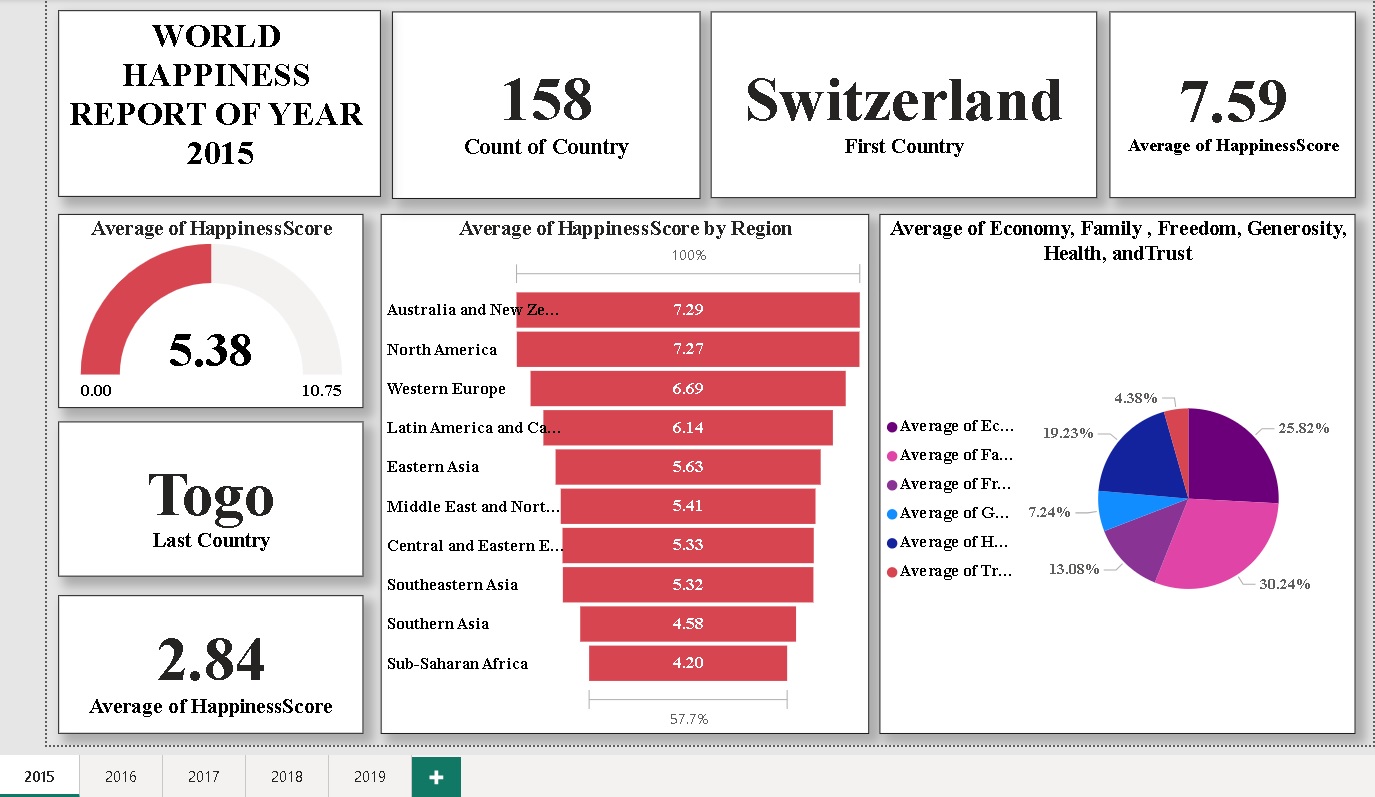 WORLD
HAPPINESS
REPORT OF YEAR
2015
158
Count of Country
Switzerland
First Country
7.59
Average of HappinessScore
Average of HappinessScore
5.38
0.00
10.75
Togo
Last Country
2.84
Average of HappinessScore
Average of HappinessScore by Region
100%
Australia and New Ze... 7.29
North America 7.27
Western Europe 6.69
Latin America and Ca... 6.14
Eastern Asia 5.63
Middle East and Nort... 5.41
Central and Eastern E... 5.33
Southeastern Asia 5.32
Southern Asia 4.58
Sub-Saharan Africa 4.20
57.7%
Average of Economy, Family , Freedom, Generosity,
Health, andTrust
Average of Ec...
Average of Fa...
Average of Fr...
Average of G...
Average of H...
Average of Tr...
4.38%
19.23%
25.82%
7.24%
13.08%
30.24%
2015 2016 2017 2018 2019 +